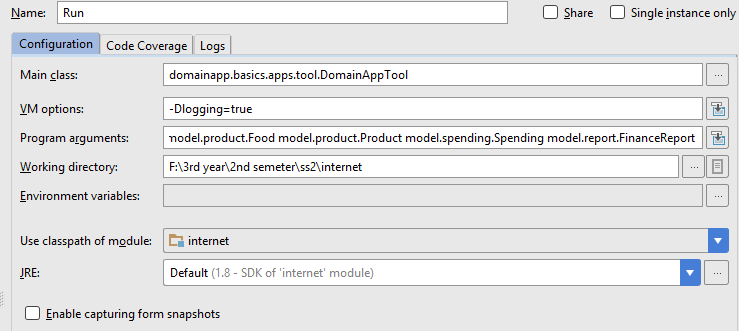 Name: Run Share Single instance only
Configuration Code Coverage Logs
Main class: domainapp.basics.apps.tool.DomainAppTool ...
VM options: -Dlogging=true
Program arguments: model.product.Food model.product.Product model.spending.Spending model.report.FinanceReport
Working directory: F:\3rd year\2nd semeter\ss2\internet ...
Environment variables: ...
Use classpath of module: internet
JRE: Default (1.8 - SDK of 'internet' module) ...
Enable capturing form snapshots